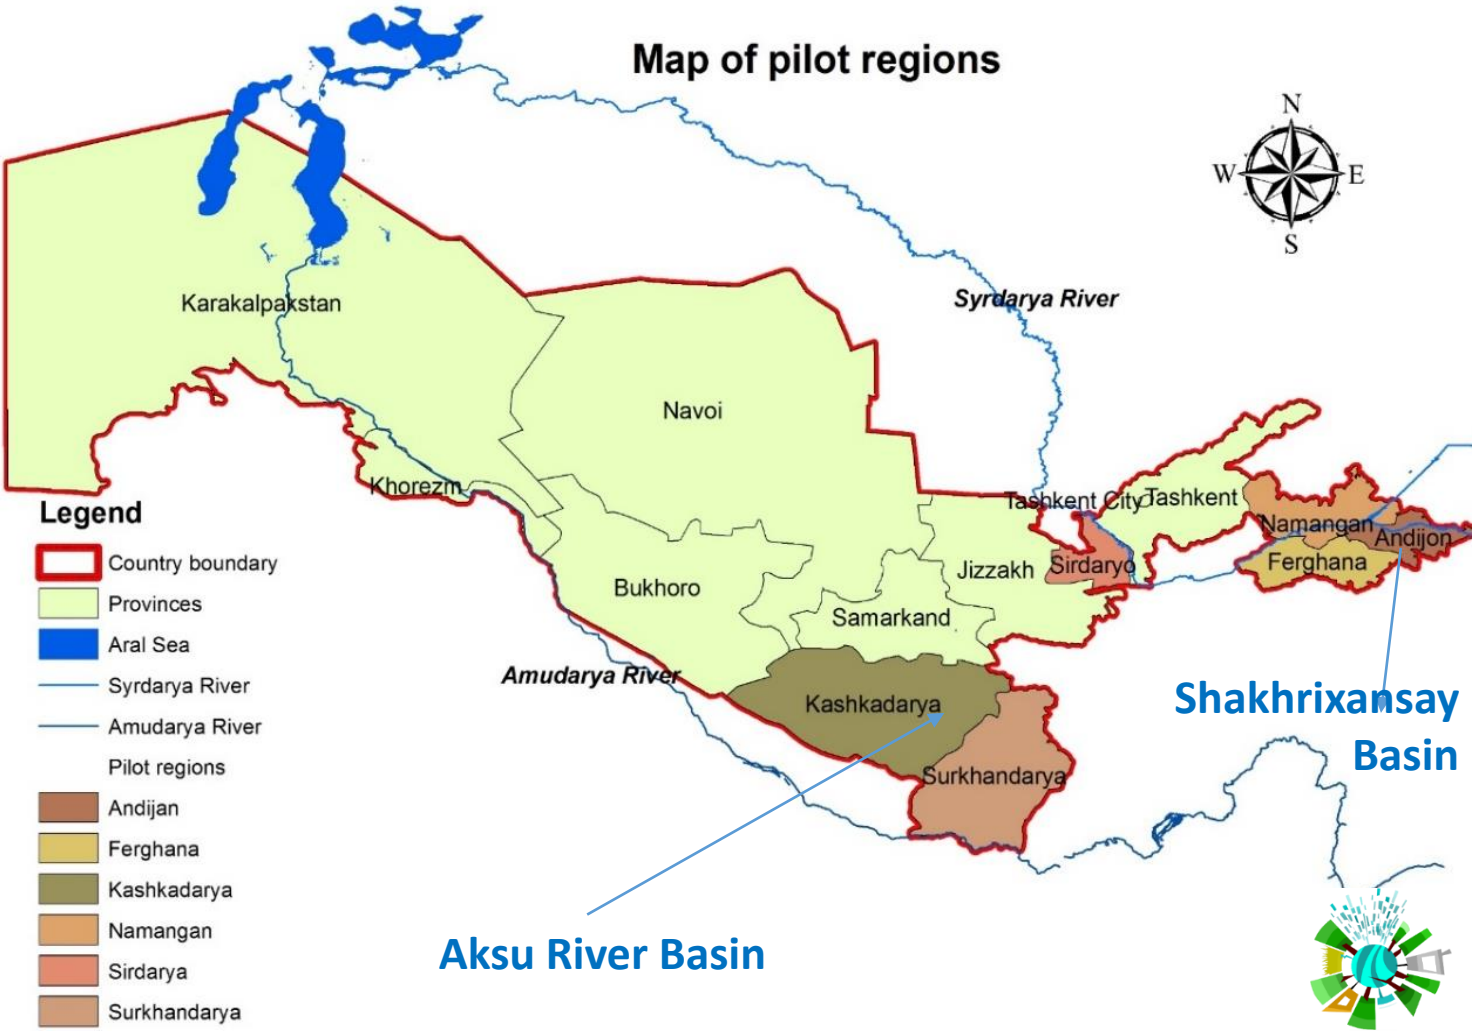 Map of pilot regions
N
W
E
S
Karakalpakstan
Syrdarya River
Navoi
Khorezm
Tashkent City
Tashkent
Namangan
Andijon
Ferghana
Sirdaryo
Jizzakh
Bukhoro
Samarkand
Amudarya River
Kashkadarya
Surkhandarya
Shakhrixansay
Basin
Aksu River Basin
Legend
Country boundary
Provinces
Aral Sea
Syrdarya River
Amudarya River
Pilot regions
Andijan
Ferghana
Kashkadarya
Namangan
Sirdarya
Surkhandarya